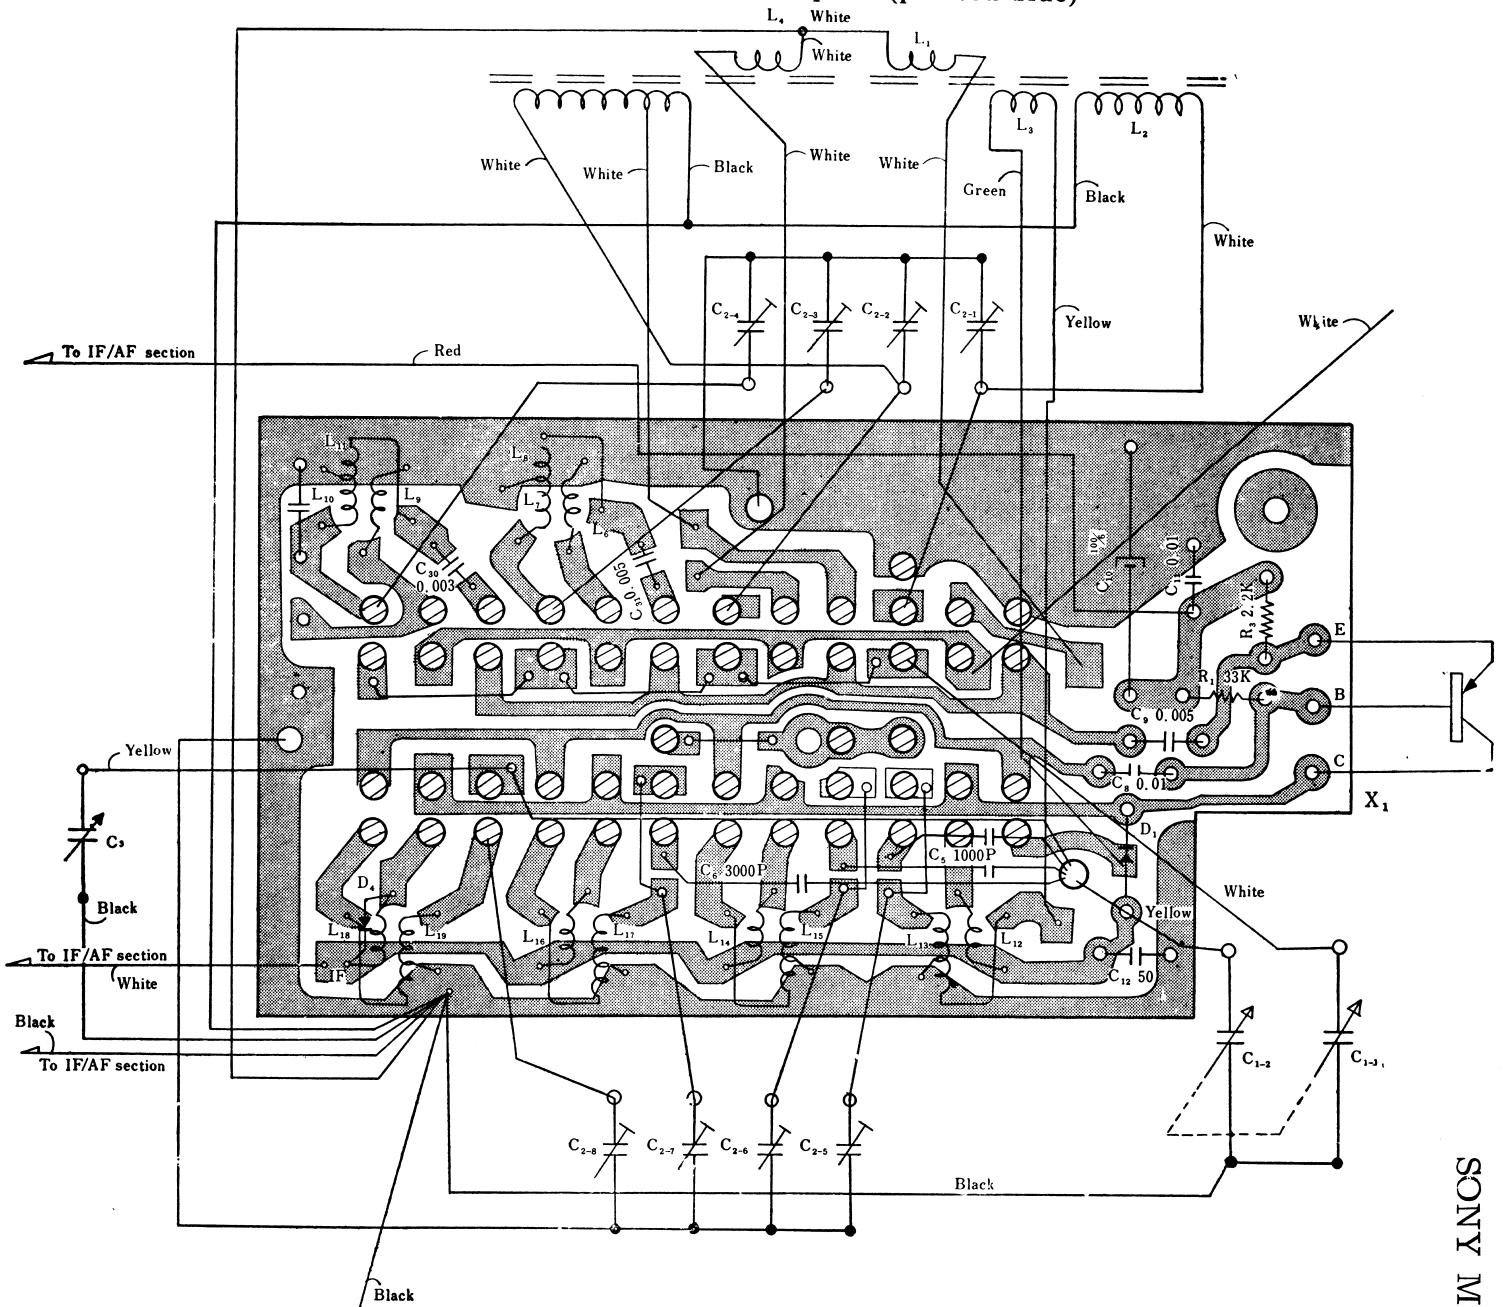 L₄ White
White
L₁
L₃
L₂
White
White
Black
White
White
Green
Black
White
C₂₋₄
C₂₋₃
C₂₋₂
C₂₋₁
Yellow
White
To IF/AF section
Red
L₁₁
L₈
L₁₀
L₉
L₇
L₆
C₃₀
0.003
C₃₁ 0.005
100/6
C₁₀
C₁₁ 0.01
R₃ 2.2K
E
R₁ 33K
B
C₉ 0.005
C
C₈ 0.01
X₁
Yellow
C₃
D₁
C₅ 1000P
C₆ 3000P
D₄
Black
White
Yellow
L₁₈
L₁₉
L₁₆
L₁₇
L₁₄
L₁₅
L₁₃
L₁₂
To IF/AF section
IF
White
C₁₂ 50
Black
To IF/AF section
C₁₋₂
C₁₋₁
C₂₋₈
C₂₋₇
C₂₋₆
C₂₋₅
Black
Black
SONY M